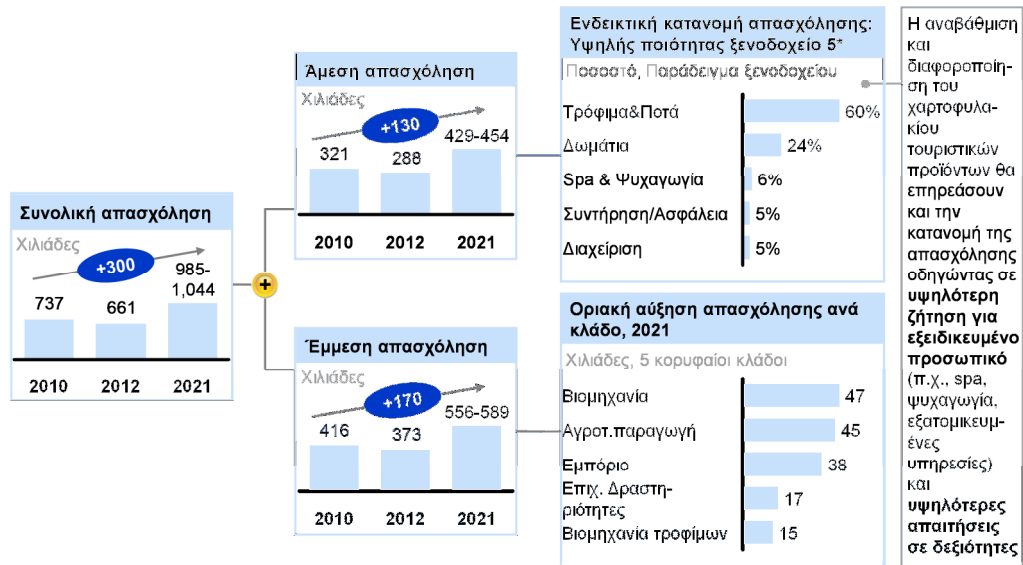 Συνολική απασχόληση
Χιλιάδες
+300
737
661
985-
1,044
2010
2012
2021
+
Άμεση απασχόληση
Χιλιάδες
+130
321
288
429-454
2010
2012
2021
Έμμεση απασχόληση
Χιλιάδες
+170
416
373
556-589
2010
2012
2021
Ενδεικτική κατανομή απασχόλησης:
Υψηλής ποιότητας ξενοδοχείο 5*
Ποσοστό, Παράδειγμα ξενοδοχείου
Τρόφιμα&Ποτά 60%
Δωμάτια 24%
Spa & Ψυχαγωγία 6%
Συντήρηση/Ασφάλεια 5%
Διαχείριση 5%
Οριακή αύξηση απασχόλησης ανά
κλάδο, 2021
Χιλιάδες, 5 κορυφαίοι κλάδοι
Βιομηχανία 47
Αγροτ.παραγωγή 45
Εμπόριο 38
Επιχ. Δραστη-
ριότητες 17
Βιομηχανία τροφίμων 15
Η αναβάθμιση
και
διαφοροποίη-
ση του
χαρτοφυλα-
κίου
τουριστικών
προϊόντων θα
επηρεάσουν
και την
κατανομή της
απασχόλησης
οδηγώντας σε
υψηλότερη
ζήτηση για
εξειδικευμένο
προσωπικό
(π.χ., spa,
ψυχαγωγία,
εξατομικευμ-
ένες
υπηρεσίες)
και
υψηλότερες
απαιτήσεις
σε δεξιότητες